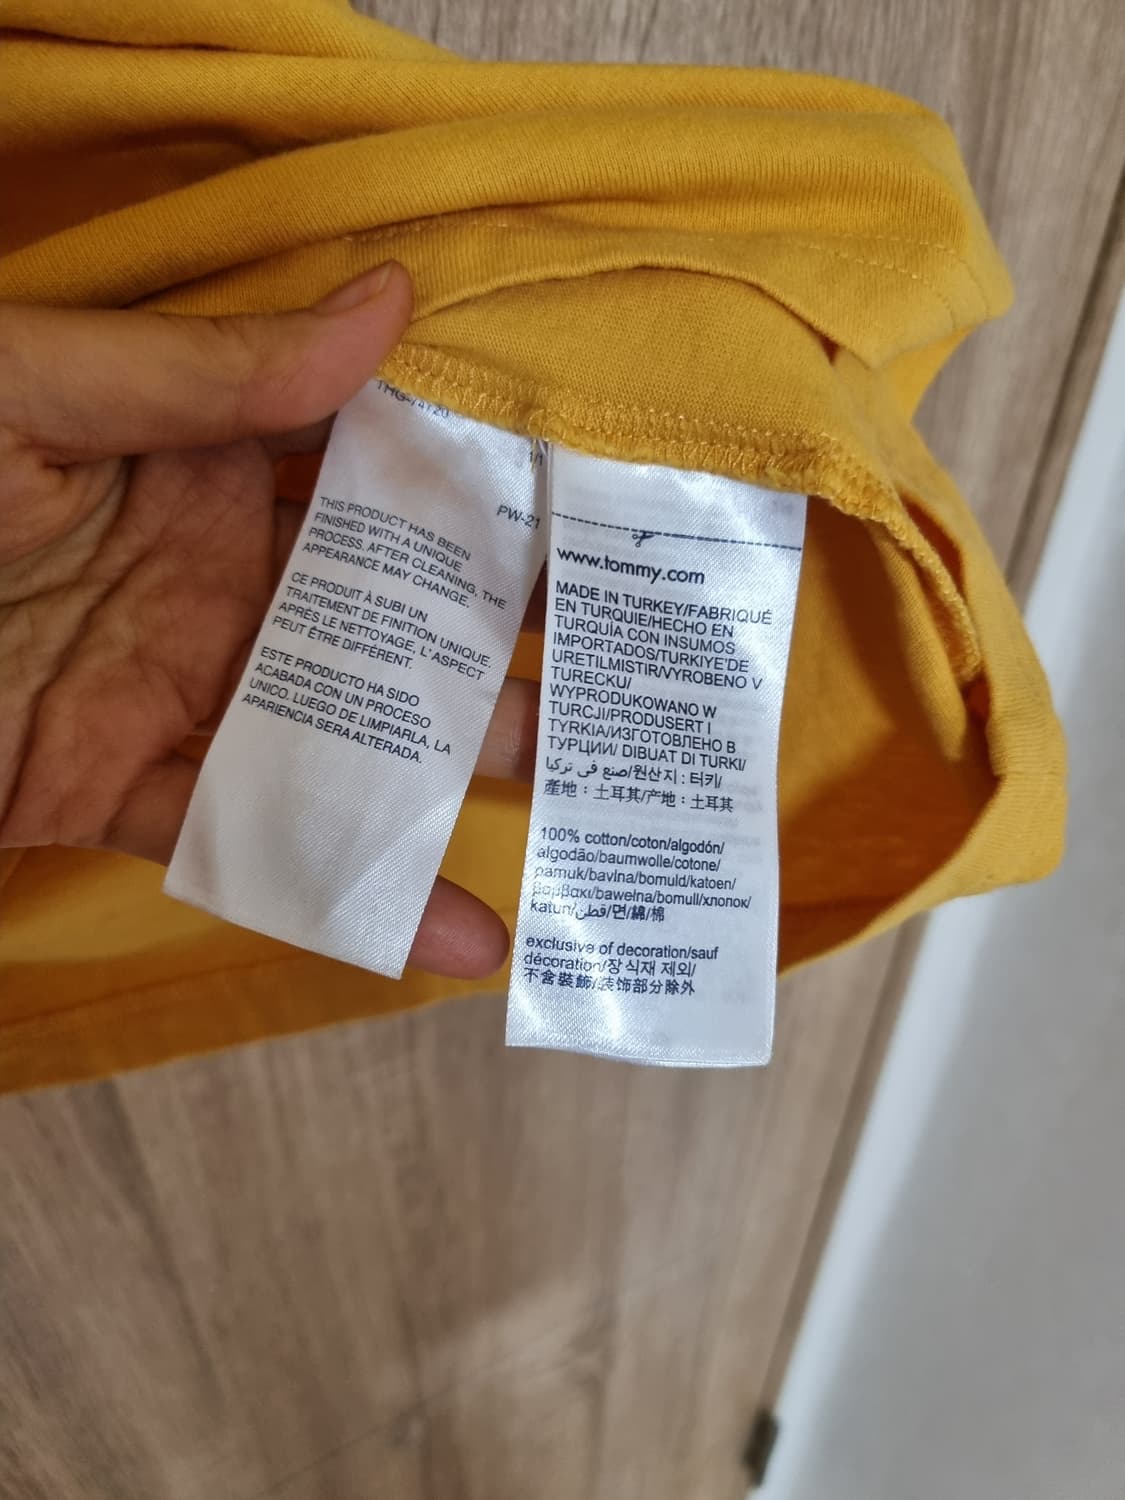 THG-74120
1/1
PW-21
THIS PRODUCT HAS BEEN
FINISHED WITH A UNIQUE
PROCESS. AFTER CLEANING, THE
APPEARANCE MAY CHANGE.
CE PRODUIT À SUBI UN
TRAITEMENT DE FINITION UNIQUE.
APRÈS LE NETTOYAGE, L'ASPECT
PEUT ÊTRE DIFFÉRENT.
ESTE PRODUCTO HA SIDO
ACABADA CON UN PROCESO
UNICO. LUEGO DE LIMPIARLA, LA
APARIENCIA SERA ALTERADA.
www.tommy.com
MADE IN TURKEY/FABRIQUÉ
EN TURQUIE/HECHO EN
TURQUÍA CON INSUMOS
IMPORTADOS/TURKIYE'DE
URETILMISTIR/VYROBENO V
TURECKU/
WYPRODUKOWANO W
TURCJI/PRODUSERT I
TYRKIA/ИЗГОТОВЛЕНО В
ТУРЦИИ/ DIBUAT DI TURKI/
صنع في تركيا/원산지 : 터키/
產地：土耳其/产地：土耳其
100% cotton/coton/algodón/
algodão/baumwolle/cotone/
pamuk/bavlna/bomuld/katoen/
βαμβακι/bawełna/bomull/хлопок/
katun/قطن/면/綿/棉
exclusive of decoration/sauf
décoration/장식재 제외/
不含裝飾/装饰部分除外